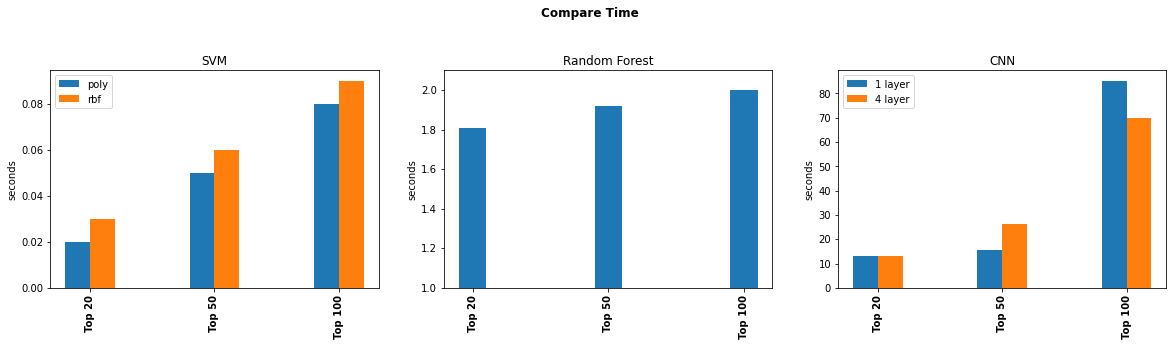 Compare Time
SVM
poly
rbf
seconds
0.08
0.06
0.04
0.02
0.00
Top 20
Top 50
Top 100
Random Forest
seconds
2.0
1.8
1.6
1.4
1.2
1.0
Top 20
Top 50
Top 100
CNN
1 layer
4 layer
seconds
80
70
60
50
40
30
20
10
0
Top 20
Top 50
Top 100